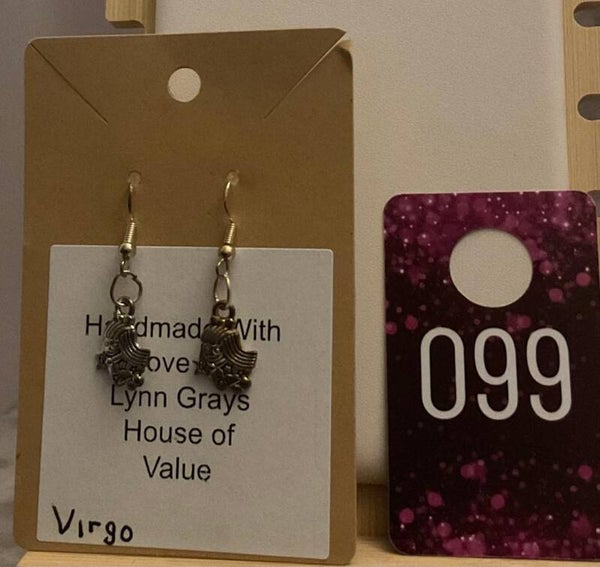 With
Lynn Grays
House of
Value
Virgo
099